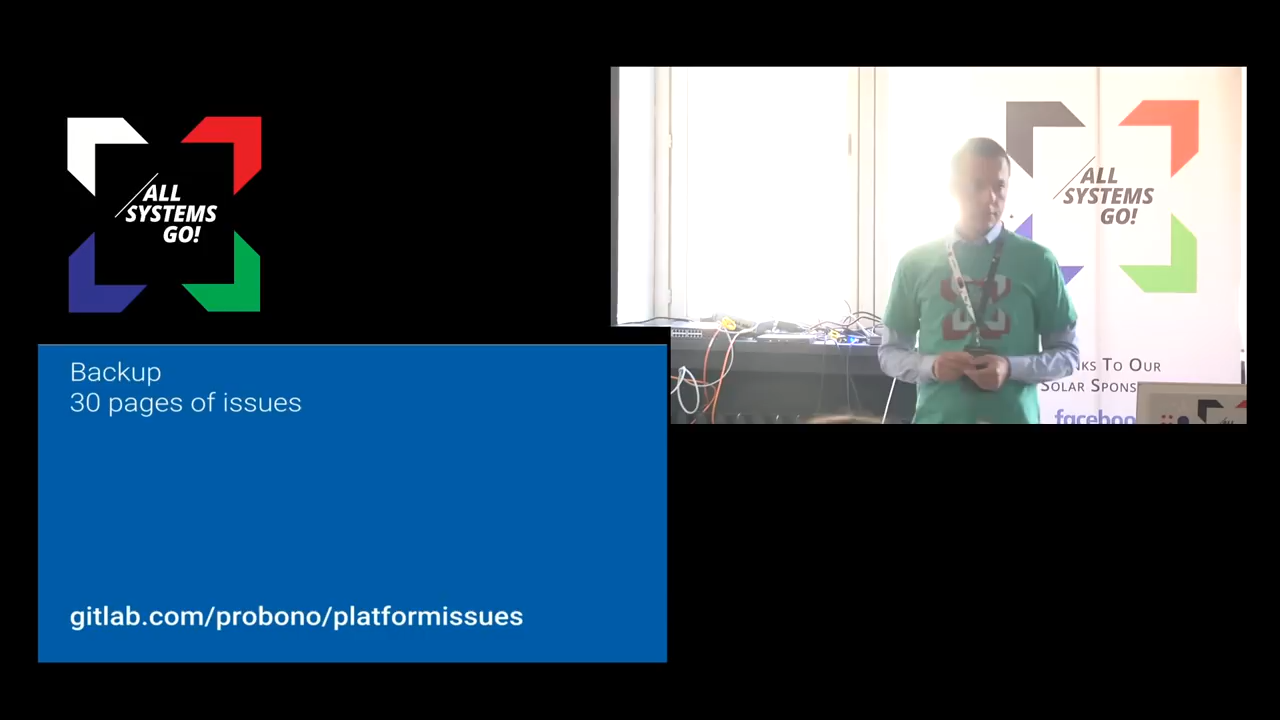 ALL
SYSTEMS
GO!
Backup
30 pages of issues
gitlab.com/probono/platformissues
ALL
SYSTEMS
GO!
NKS TO OUR
SOLAR SPONS
faceboo